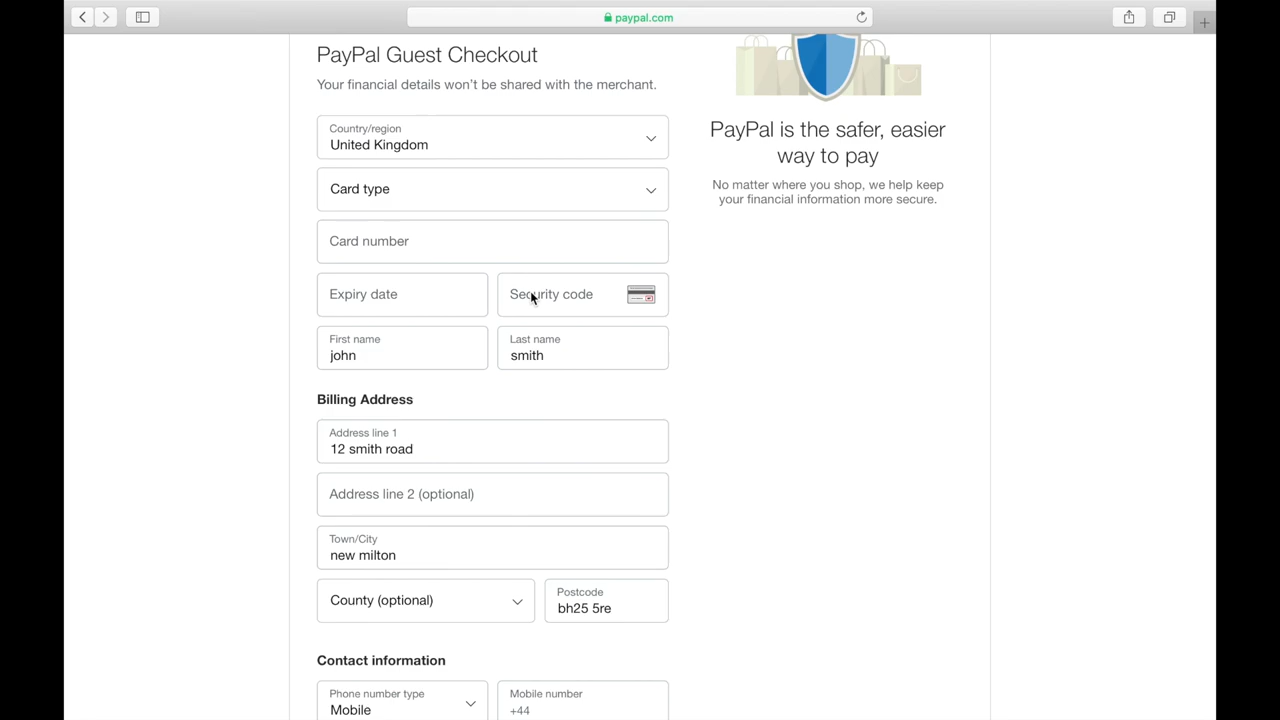 paypal.com
PayPal Guest Checkout
Your financial details won't be shared with the merchant.
Country/region
United Kingdom
Card type
Card number
Expiry date
Security code
First name
john
Last name
smith
Billing Address
Address line 1
12 smith road
Address line 2 (optional)
Town/City
new milton
County (optional)
Postcode
bh25 5re
Contact information
Phone number type
Mobile
Mobile number
+44
PayPal is the safer, easier
way to pay
No matter where you shop, we help keep
your financial information more secure.